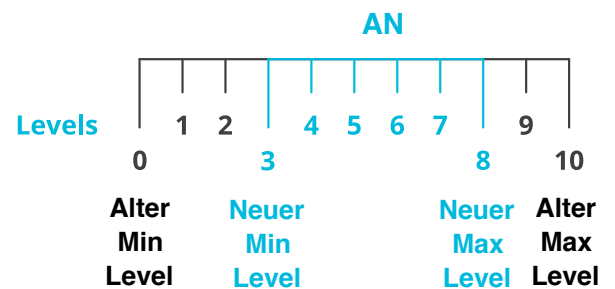 AN
Levels 1 2 4 5 6 7 9
0 3 8 10
Alter Neuer Neuer Alter
Min Min Max Max
Level Level Level Level